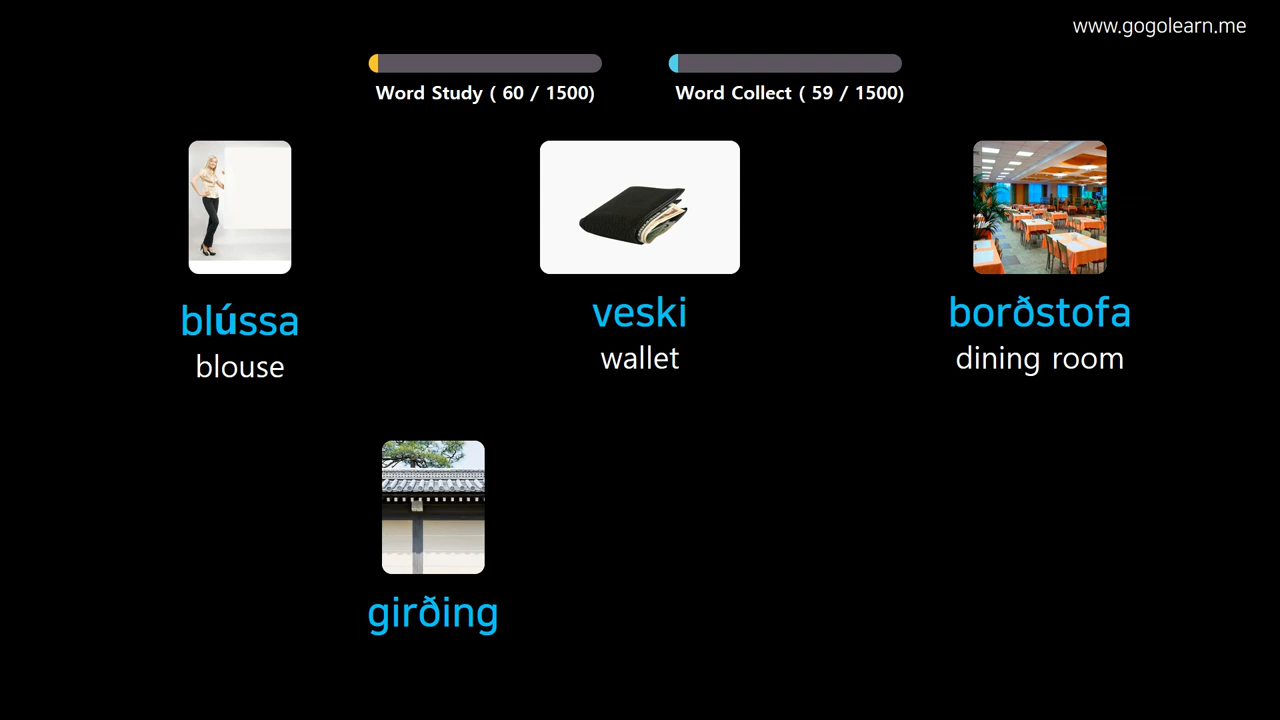 www.gogolearn.me
Word Study ( 60 / 1500)
Word Collect ( 59 / 1500)
blússa
blouse
veski
wallet
borðstofa
dining room
girðing